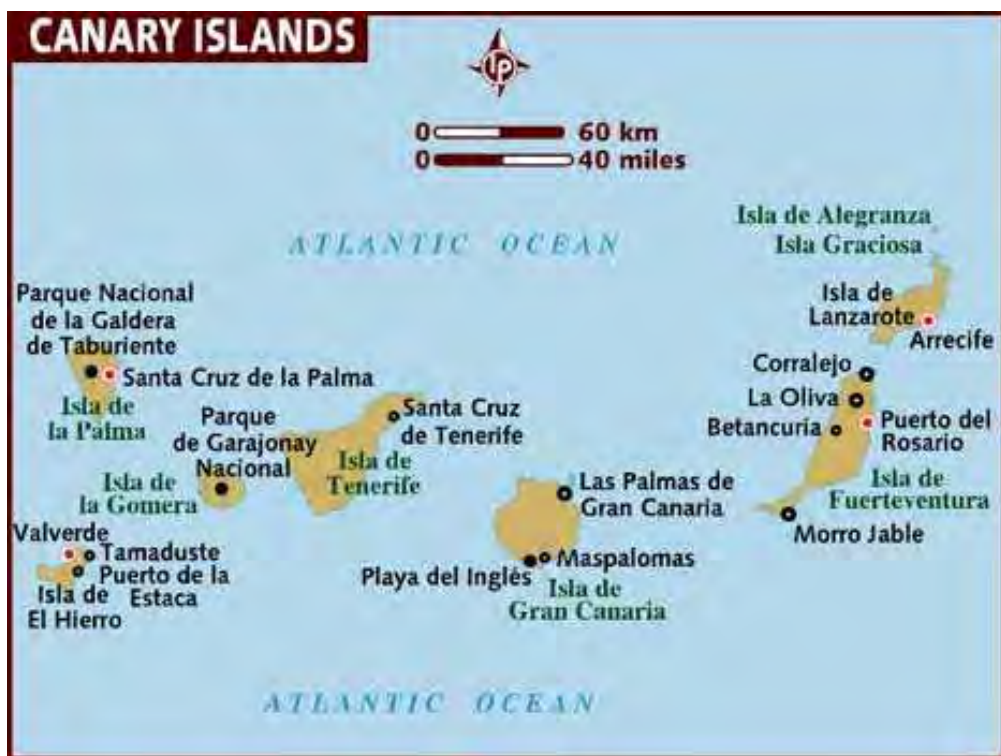 CANARY ISLANDS
LP
0 60 km
0 40 miles
Isla de Alegranza
Isla Graciosa
ATLANTIC OCEAN
Parque Nacional
de la Galdera
de Taburiente
Isla de
Lanzarote
Arrecife
Santa Cruz de la Palma
Corralejo
Isla de
la Palma
Parque
de Garajonay
Nacional
Santa Cruz
de Tenerife
La Oliva
Betancuria
Puerto del
Rosario
Isla de
Tenerife
Isla de
la Gomera
Las Palmas de
Gran Canaria
Isla de
Fuerteventura
Morro Jable
Valverde
Tamaduste
Puerto de la
Estaca
Isla de
El Hierro
Maspalomas
Playa del Inglés
Isla de
Gran Canaria
ATLANTIC OCEAN